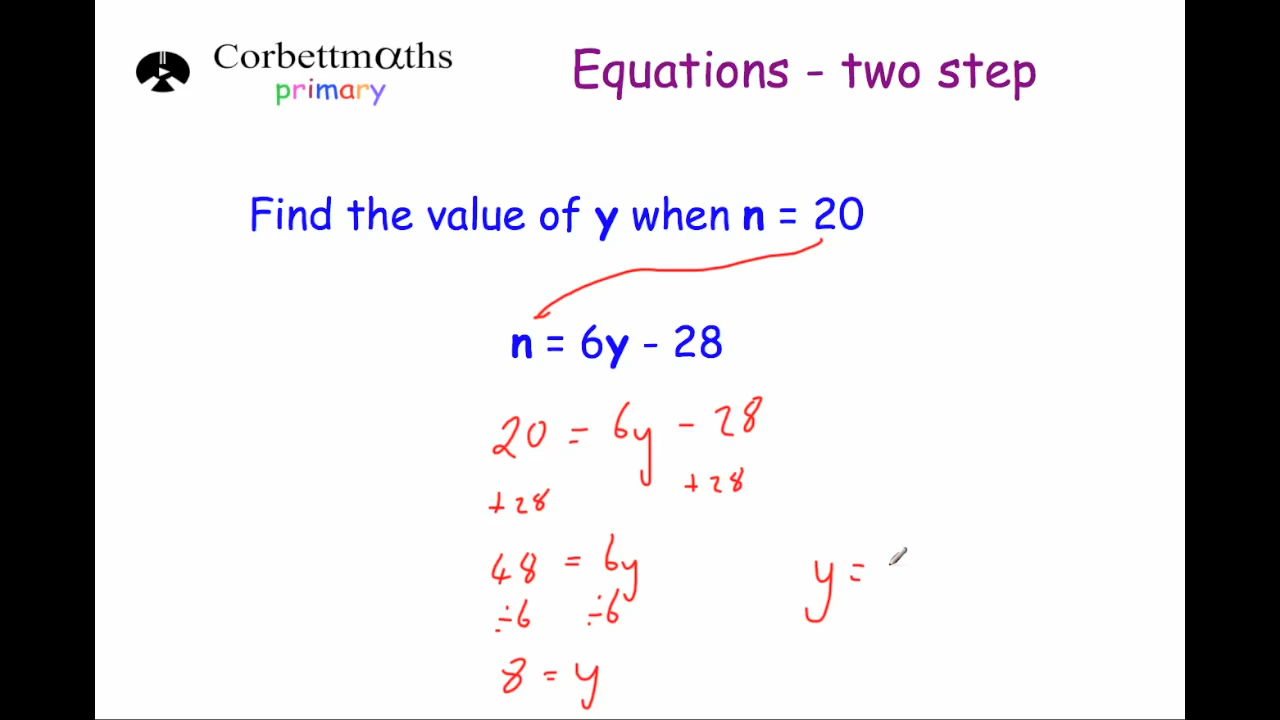 Corbettmαths
primary
Equations - two step
Find the value of y when n = 20
n = 6y - 28
20 = 6y - 28
+28 +28
48 = 6y
÷6 ÷6
8 = y
y =